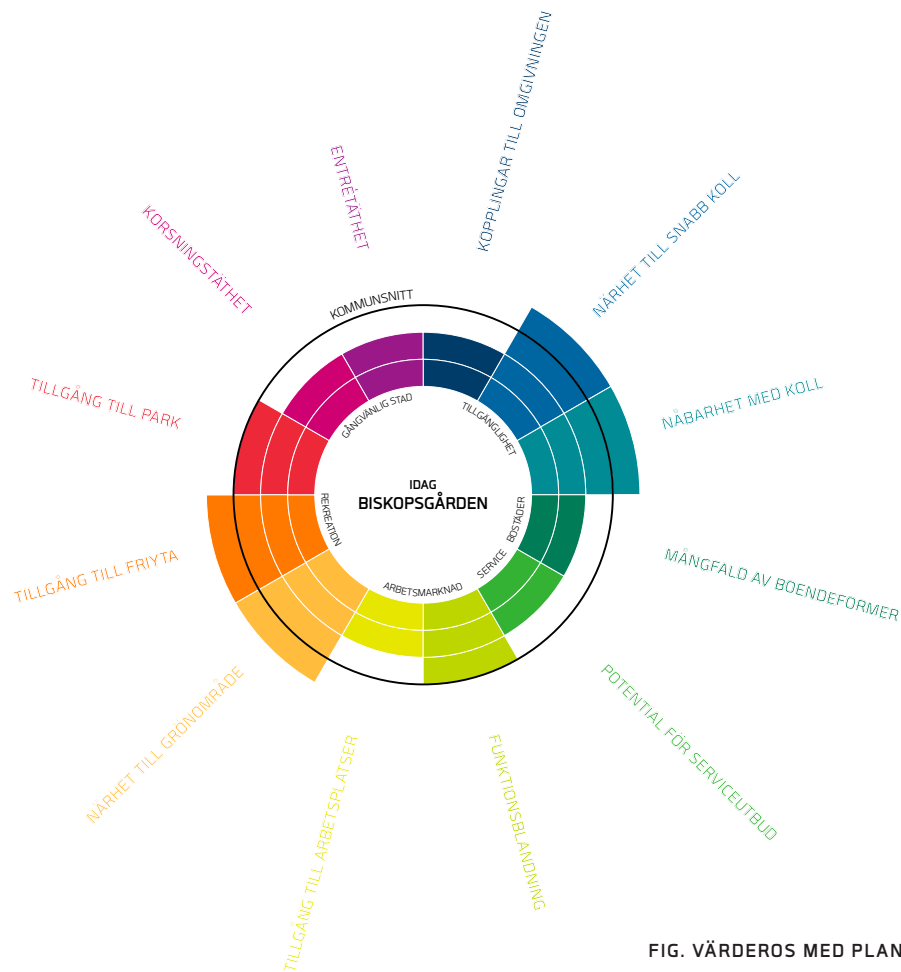 KOPPLINGAR TILL OMGIVNINGEN
NÄRHET TILL SNABB KOLL
NÅBARHET MED KOLL
MÅNGFALD AV BOENDEFORMER
POTENTIAL FÖR SERVICEUTBUD
FUNKTIONSBLANDNING
TILLGÅNG TILL ARBETSPLATSER
NÄRHET TILL GRÖNOMRÅDE
TILLGÅNG TILL FRIYTA
TILLGÅNG TILL PARK
KORSNINGSTÄTHET
ENTRÉTÄTHET
KOMMUNSNITT
GÅNGVÄNLIG STAD
TILLGÄNGLIGHET
BOSTÄDER
SERVICE
ARBETSMARKNAD
REKREATION
IDAG
BISKOPSGÅRDEN
FIG. VÄRDEROS MED PLAN